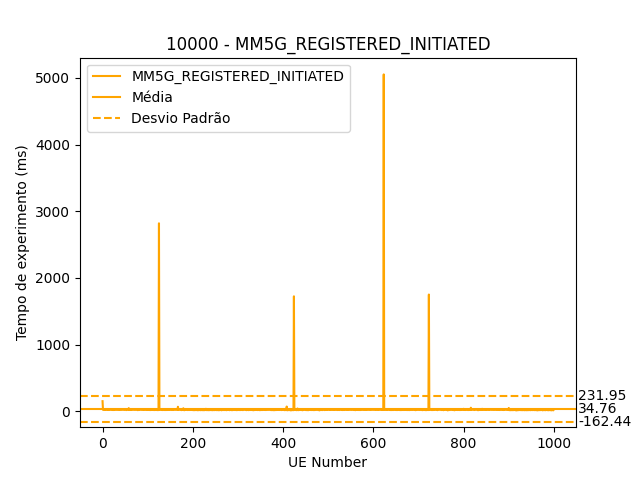 10000 - MM5G_REGISTERED_INITIATED
MM5G_REGISTERED_INITIATED
Média
Desvio Padrão
Tempo de experimento (ms)
5000
4000
3000
2000
1000
0
231.95
34.76
-162.44
0 200 400 600 800 1000
UE Number